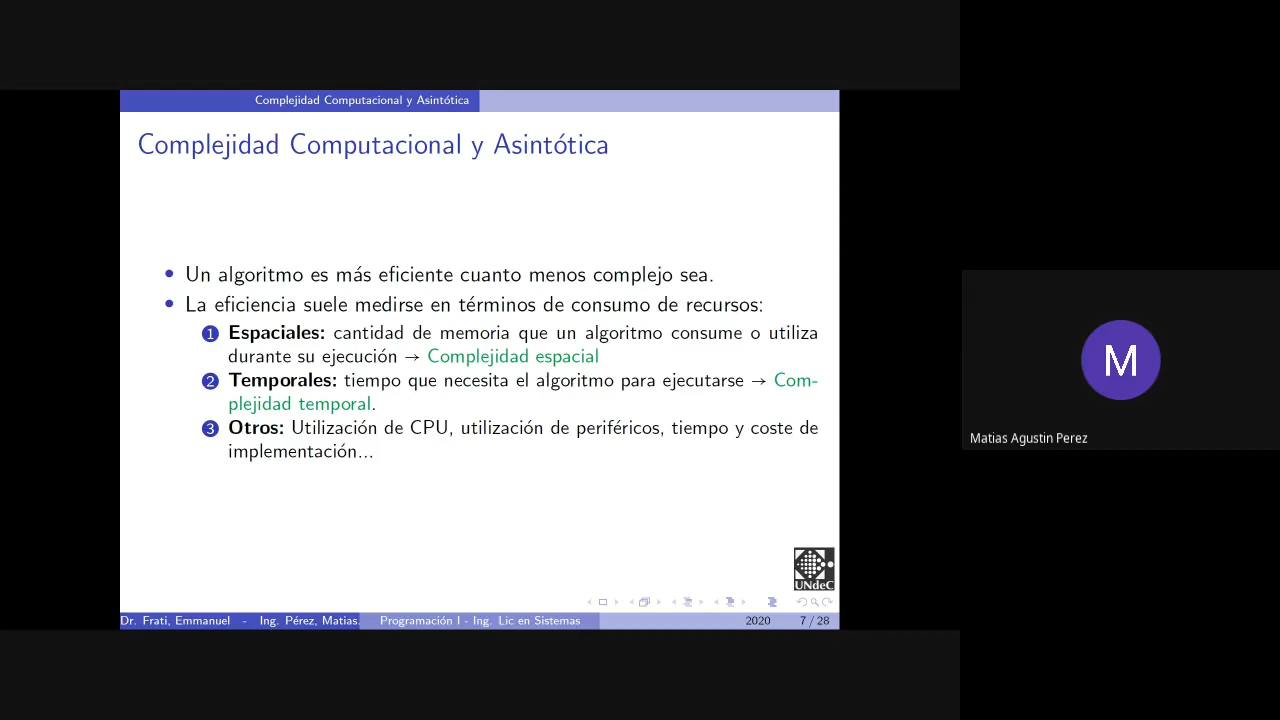 Complejidad Computacional y Asintótica
Complejidad Computacional y Asintótica
• Un algoritmo es más eficiente cuanto menos complejo sea.
• La eficiencia suele medirse en términos de consumo de recursos:
1 Espaciales: cantidad de memoria que un algoritmo consume o utiliza
durante su ejecución → Complejidad espacial
2 Temporales: tiempo que necesita el algoritmo para ejecutarse → Com-
plejidad temporal.
3 Otros: Utilización de CPU, utilización de periféricos, tiempo y coste de
implementación...
M
Matias Agustin Perez
UNdeC
Dr. Frati, Emmanuel - Ing. Pérez, Matias. Programación I - Ing. Lic en Sistemas 2020 7 / 28